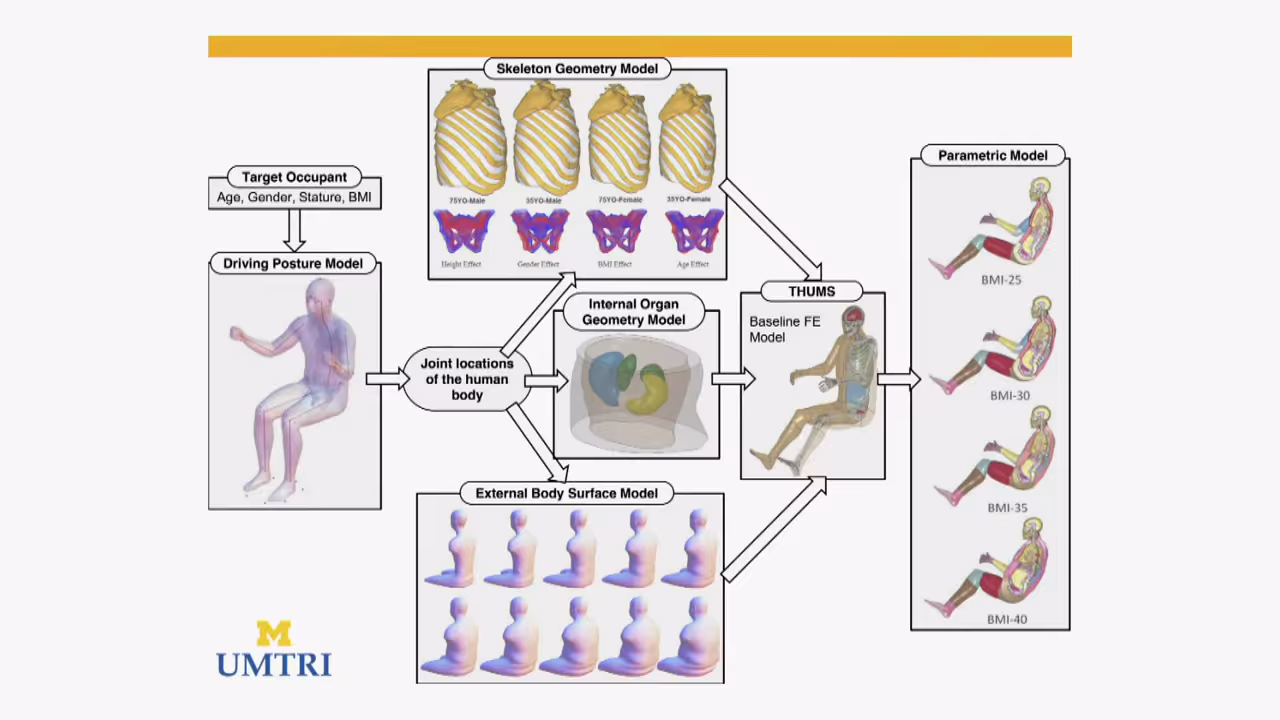 Skeleton Geometry Model
75YO-Male
35YO-Male
75YO-Female
35YO-Female
Height Effect
Gender Effect
BMI Effect
Age Effect
Target Occupant
Age, Gender, Stature, BMI
Driving Posture Model
Joint locations
of the human
body
Internal Organ
Geometry Model
External Body Surface Model
THUMS
Baseline FE
Model
Parametric Model
BMI-25
BMI-30
BMI-35
BMI-40
M
UMTRI